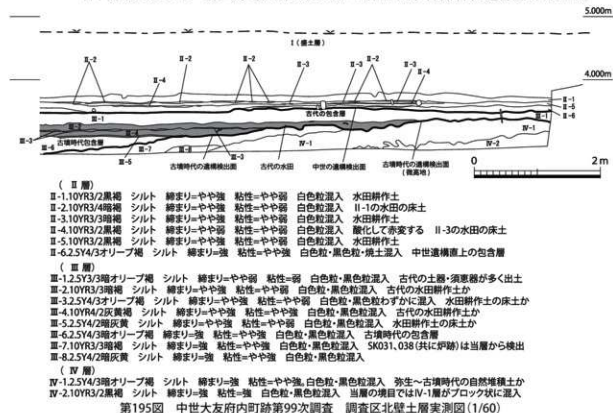 5.000m
Ⅰ(盛土層)
Ⅱ-2 Ⅱ-4 Ⅱ-2 Ⅱ-2 Ⅱ-3 Ⅱ-2 Ⅱ-3 Ⅱ-4
4.000m
Ⅱ-1
Ⅱ-5
Ⅱ-6
古代の包含層
Ⅲ-1
Ⅲ-1
Ⅲ-3 Ⅲ-2 Ⅲ-4
Ⅳ-1
Ⅳ-2
Ⅲ-6 古墳時代包含層 Ⅲ-7 Ⅲ-8
Ⅲ-5 Ⅲ-3
古墳時代の遺構検出面 古代の水田 中世の遺構検出面 古墳時代の遺構検出面
(微高地)
0 2m
(Ⅱ層)
Ⅱ-1.10YR3/2黒褐 シルト 締まり=やや強 粘性=やや弱 白色粒混入 水田耕作土
Ⅱ-2.10YR3/4暗褐 シルト 締まり=やや強 粘性=やや弱 白色粒混入 Ⅱ-1の水田の床土
Ⅱ-3.10YR3/3暗褐 シルト 締まり=やや強 粘性=やや弱 白色粒混入 水田耕作土
Ⅱ-4.10YR3/2黒褐 シルト 締まり=やや強 粘性=やや弱 白色粒混入 酸化して赤変する Ⅱ-3の水田の床土
Ⅱ-5.10YR3/2黒褐 シルト 締まり=やや強 粘性=やや弱 白色粒混入 水田耕作土
Ⅱ-6.2.5Y4/3オリーブ褐 シルト 締まり=強 粘性=やや強 白色粒・黒色粒・焼土混入 中世遺構直上の包含層
(Ⅲ層)
Ⅲ-1.2.5Y3/3暗オリーブ褐 シルト 締まり=やや弱 粘性=弱 白色粒・黒色粒混入 古代の土器・須恵器が多く出土
Ⅲ-2.10YR3/3暗褐 シルト 締まり=やや強 粘性=やや弱 白色粒・黒色粒混入 古代の水田耕作土か
Ⅲ-3.2.5Y4/3オリーブ褐 シルト 締まり=やや強 粘性=やや弱 白色粒・黒色粒わずかに混入 水田耕作土の床土か
Ⅲ-4.10YR4/2灰黄褐 シルト 締まり=やや強 粘性=やや強 白色粒・黒色粒混入 古代の水田耕作土か
Ⅲ-5.2.5Y4/2暗灰黄 シルト 締まり=やや強 粘性=やや弱 白色粒・黒色粒混入 水田耕作土の床土か
Ⅲ-6.2.5Y4/3暗オリーブ褐 シルト 締まり=強 粘性=やや強 白色粒・黒色粒混入 古墳時代の包含層
Ⅲ-7.10YR3/3暗褐 シルト 締まり=強 粘性=やや強 白色粒・黒色粒混入 SK031, 038(共に炉跡)は当層から検出
Ⅲ-8.2.5Y4/2暗灰黄 シルト 締まり=強 粘性=強 白色粒・黒色粒混入
(Ⅳ層)
Ⅳ-1.2.5Y4/3暗オリーブ褐 シルト 締まり=やや強 粘性=やや強。白色粒・黒色粒混入 弥生~古墳時代の自然堆積土か
Ⅳ-2.10YR3/2黒褐 シルト 締まり=強 粘性=強 白色粒・黒色粒混入 当層の境目ではⅣ-1層がブロック状に混入
第195図 中世大友府内町跡第99次調査 調査区北壁土層実測図(1/60)